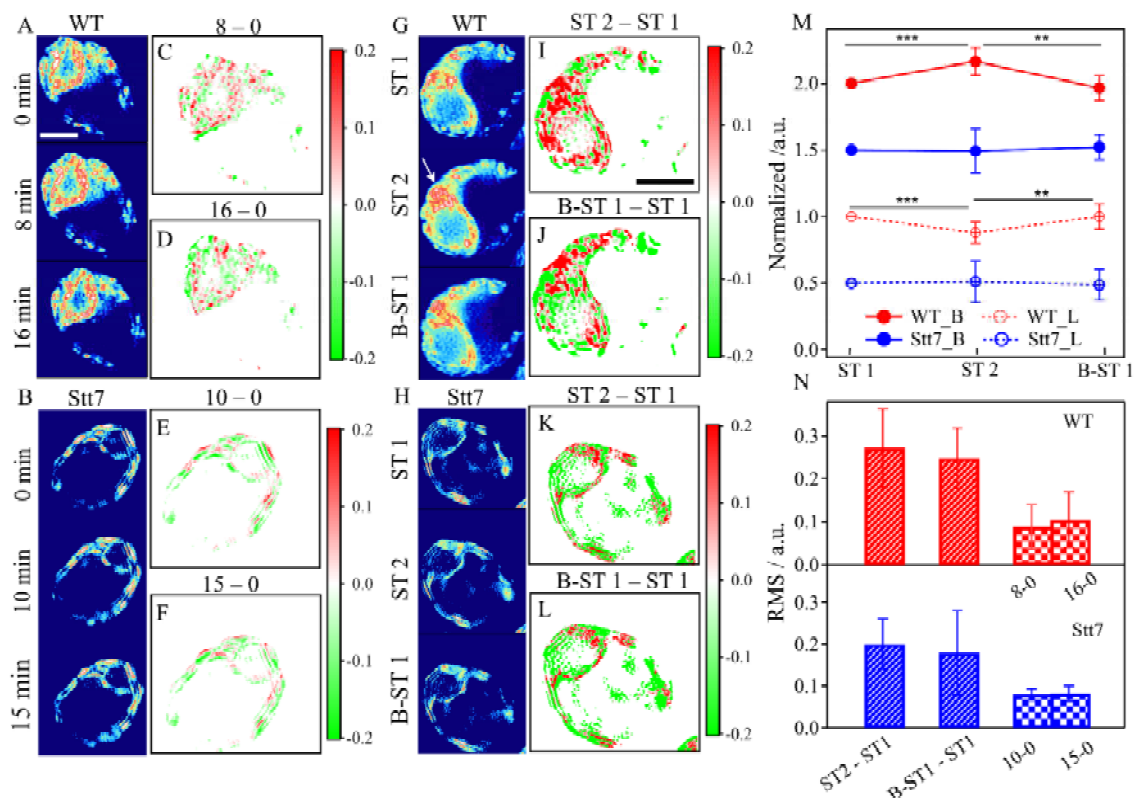 A WT 8 – 0
0 min
C
8 min
16 – 0
D
16 min
0.2
0.1
0.0
-0.1
-0.2
B Stt7 10 – 0
0 min
E
10 min
15 – 0
F
15 min
0.2
0.1
0.0
-0.1
-0.2
G WT ST 2 – ST 1
ST 1
I
ST 2
B-ST 1 – ST 1
J
B-ST 1
0.2
0.1
0.0
-0.1
-0.2
H Stt7 ST 2 – ST 1
ST 1
K
ST 2
B-ST 1 – ST 1
L
B-ST 1
0.2
0.1
0.0
-0.1
-0.2
M
*** **
*** **
Normalized /a.u.
2.0
1.5
1.0
0.5
0.0
WT_B WT_L
Stt7_B Stt7_L
ST 1 ST 2 B-ST 1
N
WT
RMS / a.u.
0.3
0.2
0.1
0.0
8-0 16-0
Stt7
0.3
0.2
0.1
0.0
ST2 - ST1 B-ST1 - ST1 10-0 15-0